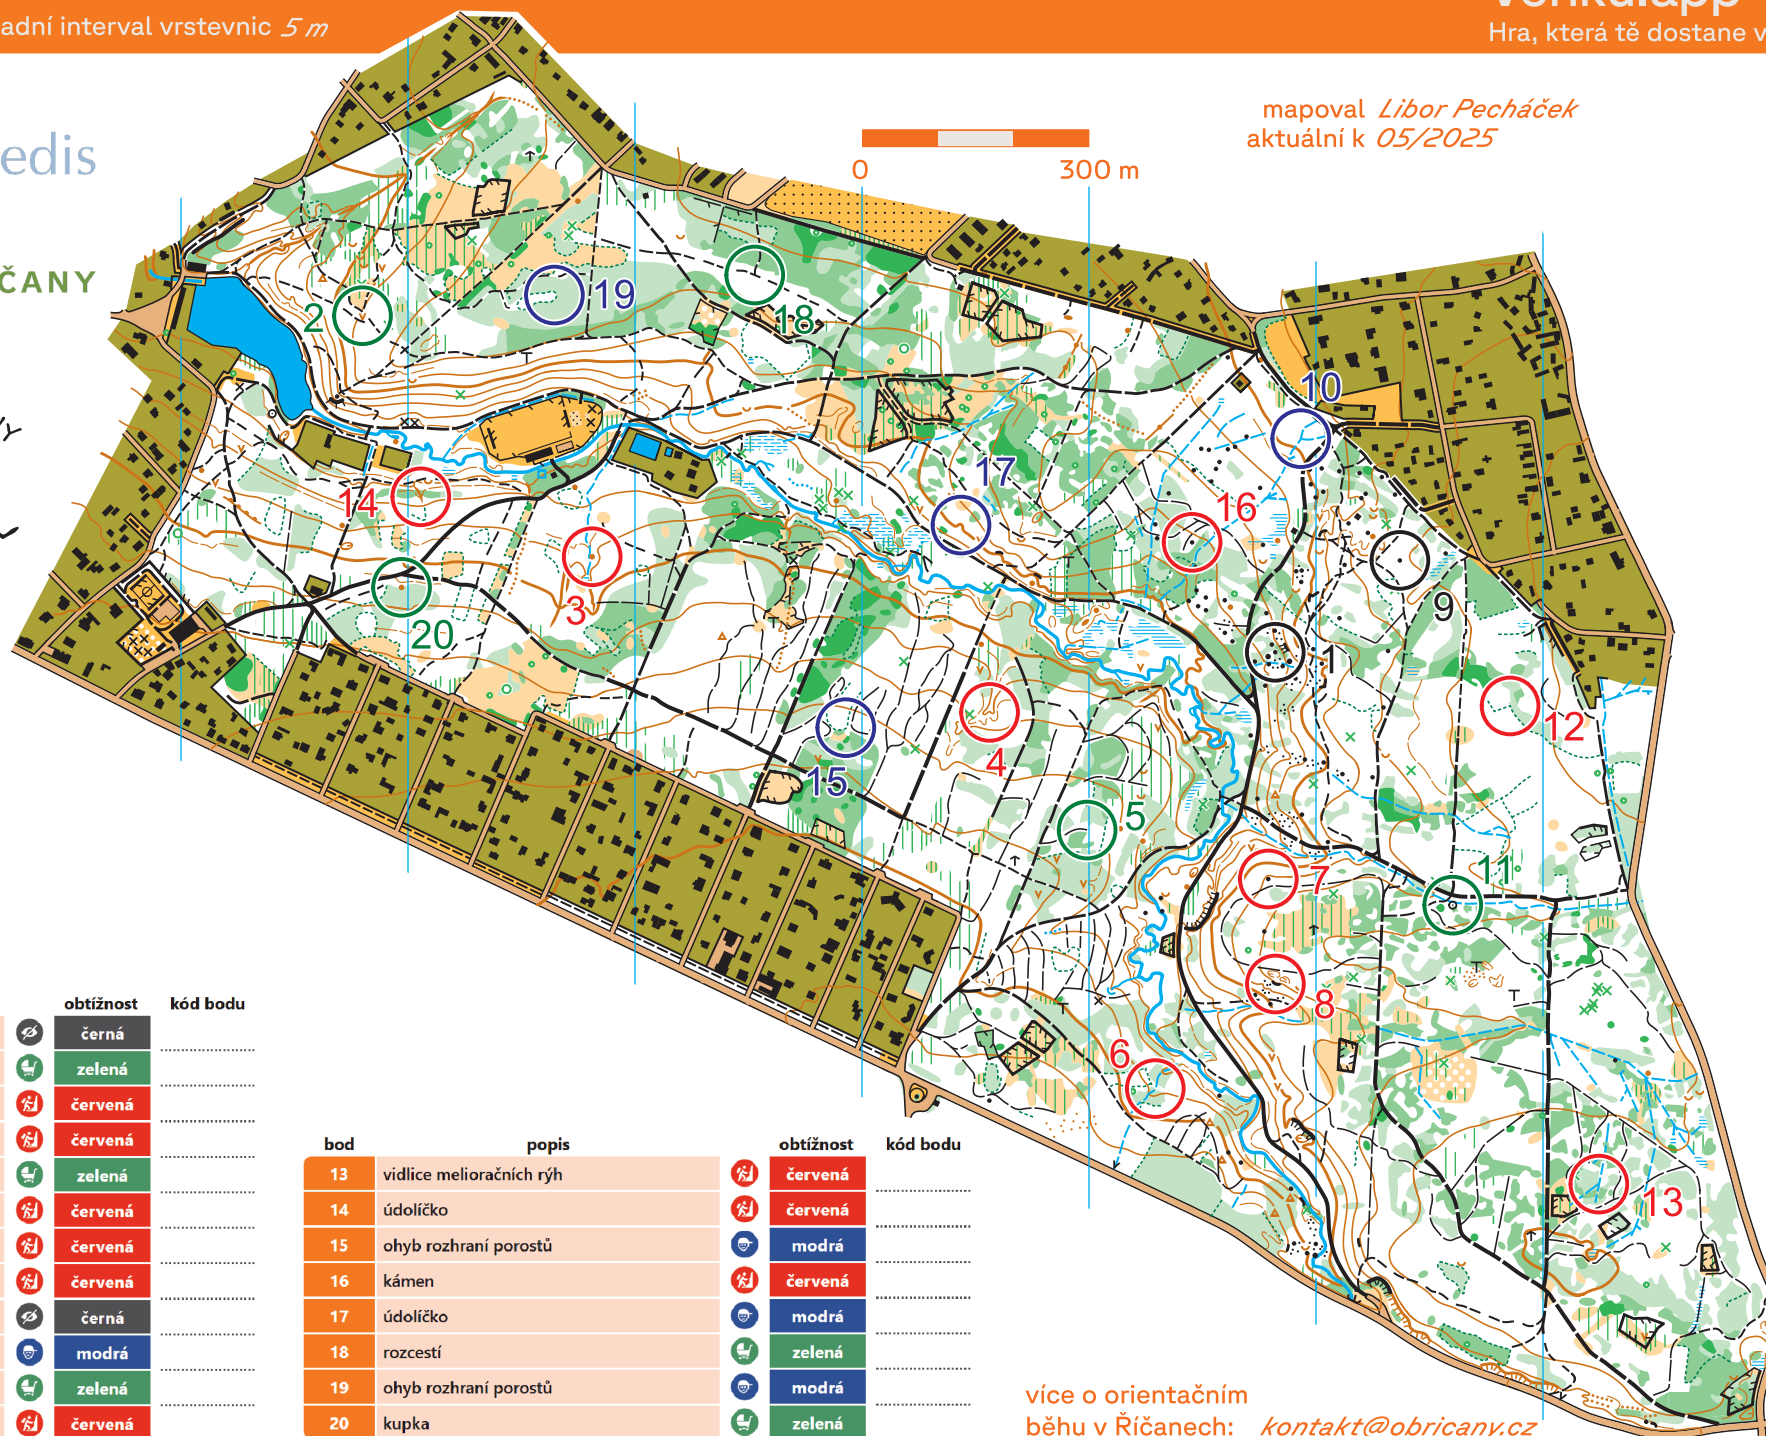 adní interval vrstevnic 5 m
Hra, která tě dostane v
mapoval Libor Pecháček
aktuální k 05/2025
edis
ČANY
0 300 m
2
19
18
10
14
17
16
3
20
9
1
12
15
4
5
7
11
8
6
13
obtížnost kód bodu
černá
zelená
červená
červená
zelená
červená
červená
červená
černá
modrá
zelená
červená
bod popis obtížnost kód bodu
13 vidlice melioračních rýh červená
14 údolíčko červená
15 ohyb rozhraní porostů modrá
16 kámen červená
17 údolíčko modrá
18 rozcestí zelená
19 ohyb rozhraní porostů modrá
20 kupka zelená
více o orientačním
běhu v Říčanech: kontakt@obricany.cz